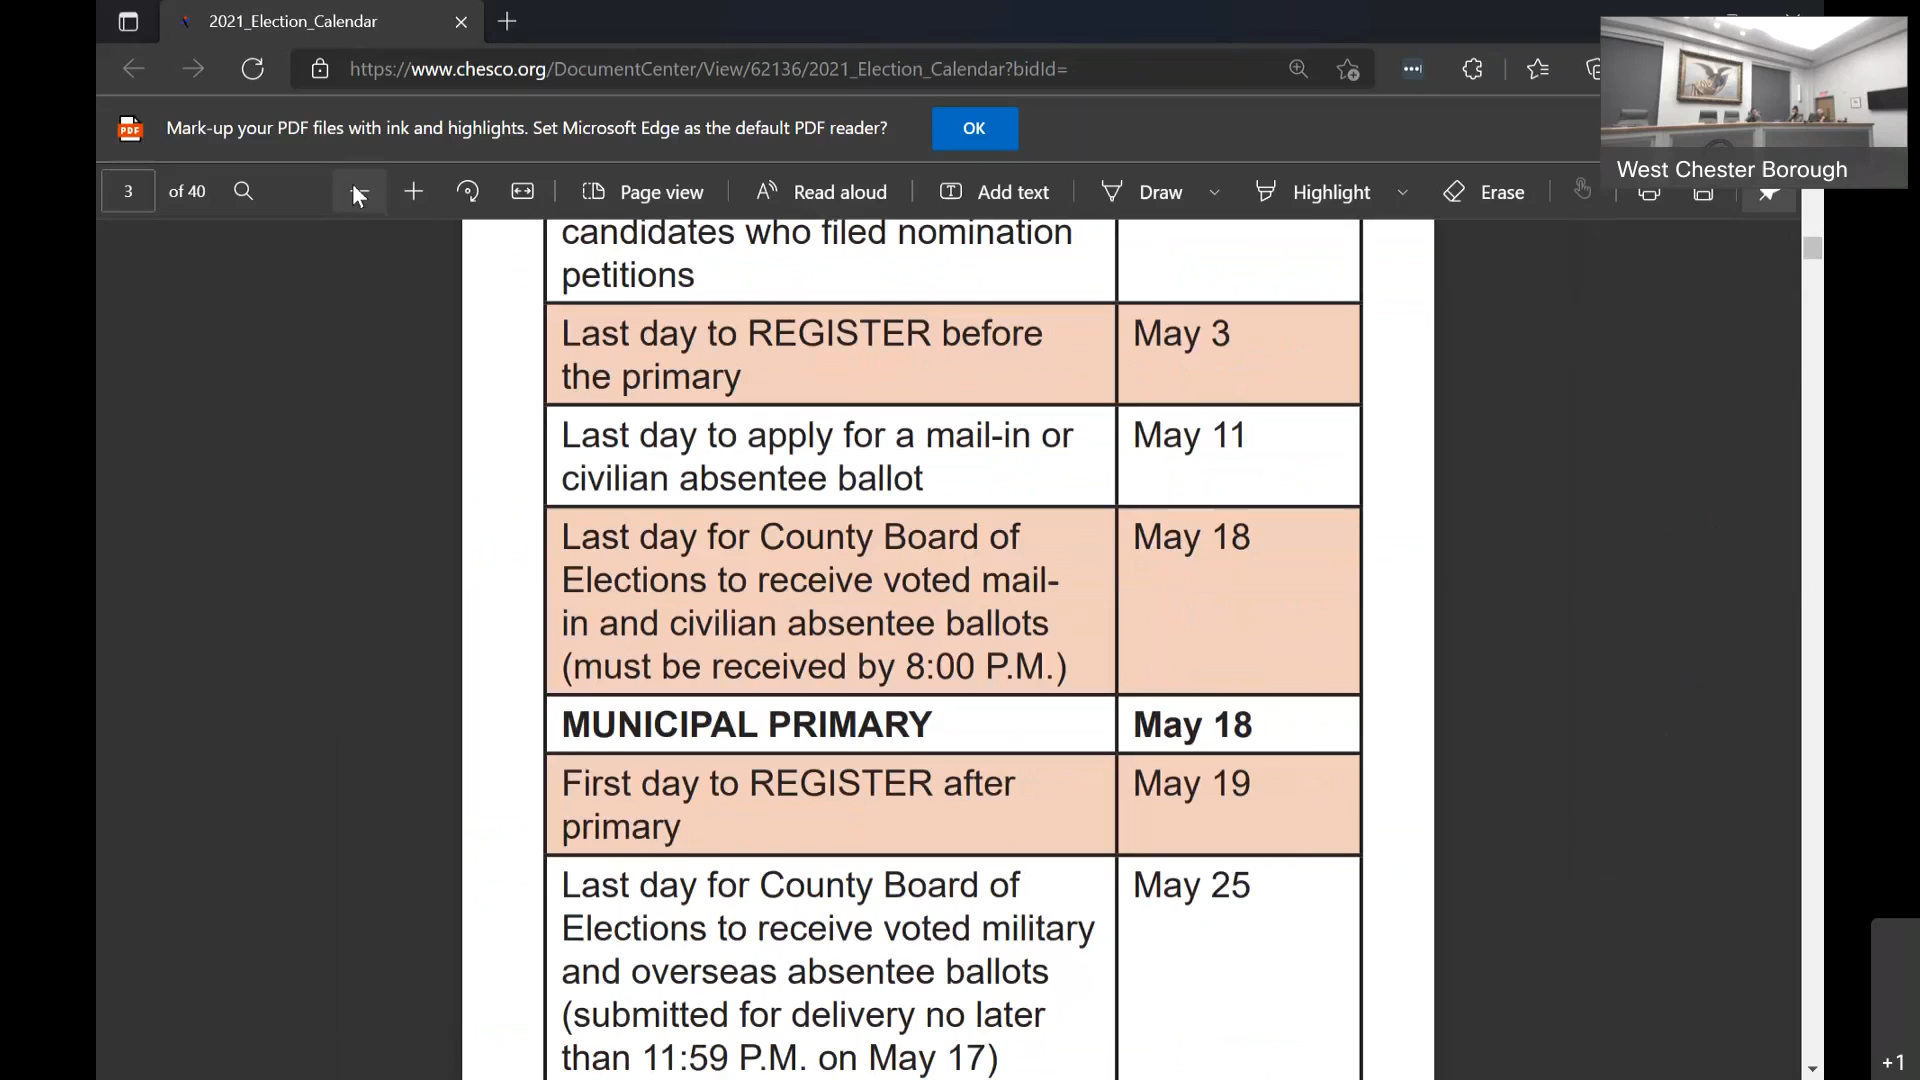 2021_Election_Calendar
https://www.chesco.org/DocumentCenter/View/62136/2021_Election_Calendar?bidId=
PDF
Mark-up your PDF files with ink and highlights. Set Microsoft Edge as the default PDF reader?
OK
West Chester Borough
3 of 40
Page view
Read aloud
Add text
Draw
Highlight
Erase
candidates who filed nomination
petitions
Last day to REGISTER before
the primary
May 3
Last day to apply for a mail-in or
civilian absentee ballot
May 11
Last day for County Board of
Elections to receive voted mail-
in and civilian absentee ballots
(must be received by 8:00 P.M.)
May 18
MUNICIPAL PRIMARY
May 18
First day to REGISTER after
primary
May 19
Last day for County Board of
Elections to receive voted military
and overseas absentee ballots
(submitted for delivery no later
than 11:59 P.M. on May 17)
May 25
+1